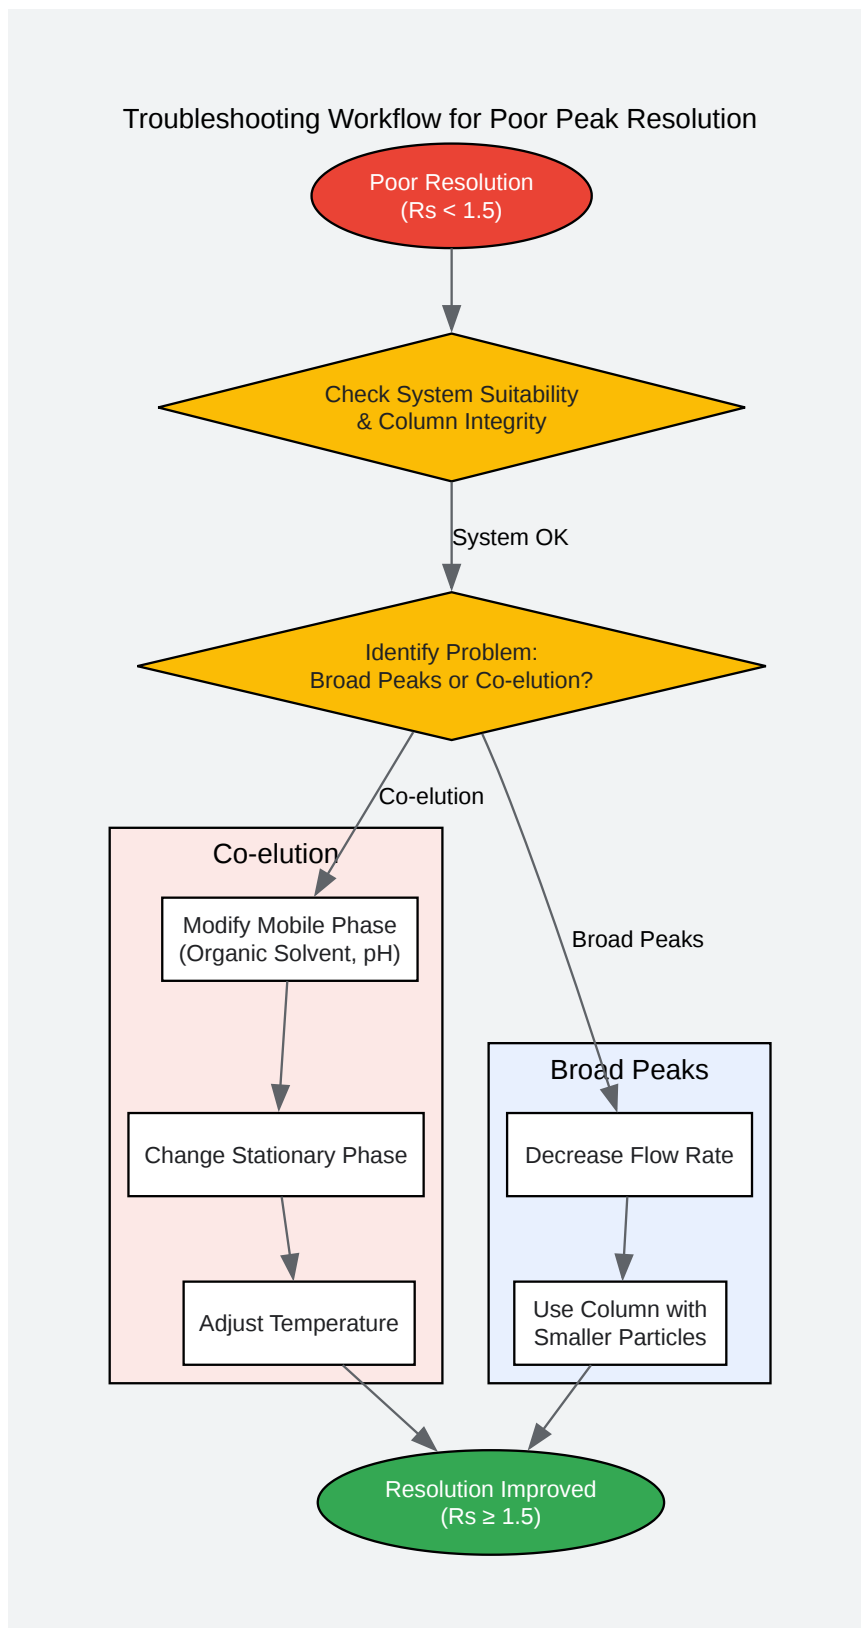 Troubleshooting Workflow for Poor Peak Resolution
Poor Resolution
(Rs < 1.5)
Check System Suitability
& Column Integrity
System OK
Identify Problem:
Broad Peaks or Co-elution?
Co-elution
Co-elution
Modify Mobile Phase
(Organic Solvent, pH)
Broad Peaks
Broad Peaks
Change Stationary Phase
Decrease Flow Rate
Adjust Temperature
Use Column with
Smaller Particles
Resolution Improved
(Rs ≥ 1.5)